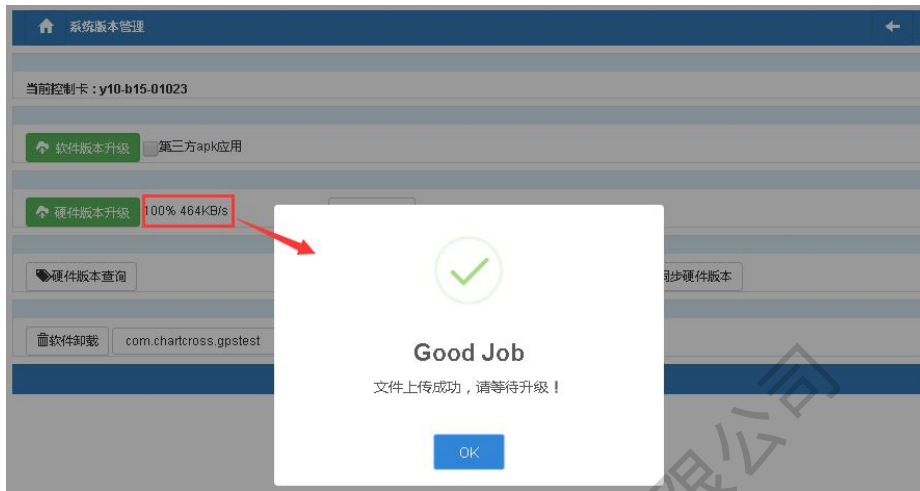 系统版本管理
当前控制卡：y10-b15-01023
软件版本升级 第三方apk应用
硬件版本升级 100% 464KB/s
硬件版本查询
同步硬件版本
软件卸载 com.chartcross.gpstest
Good Job
文件上传成功，请等待升级！
OK
限公司